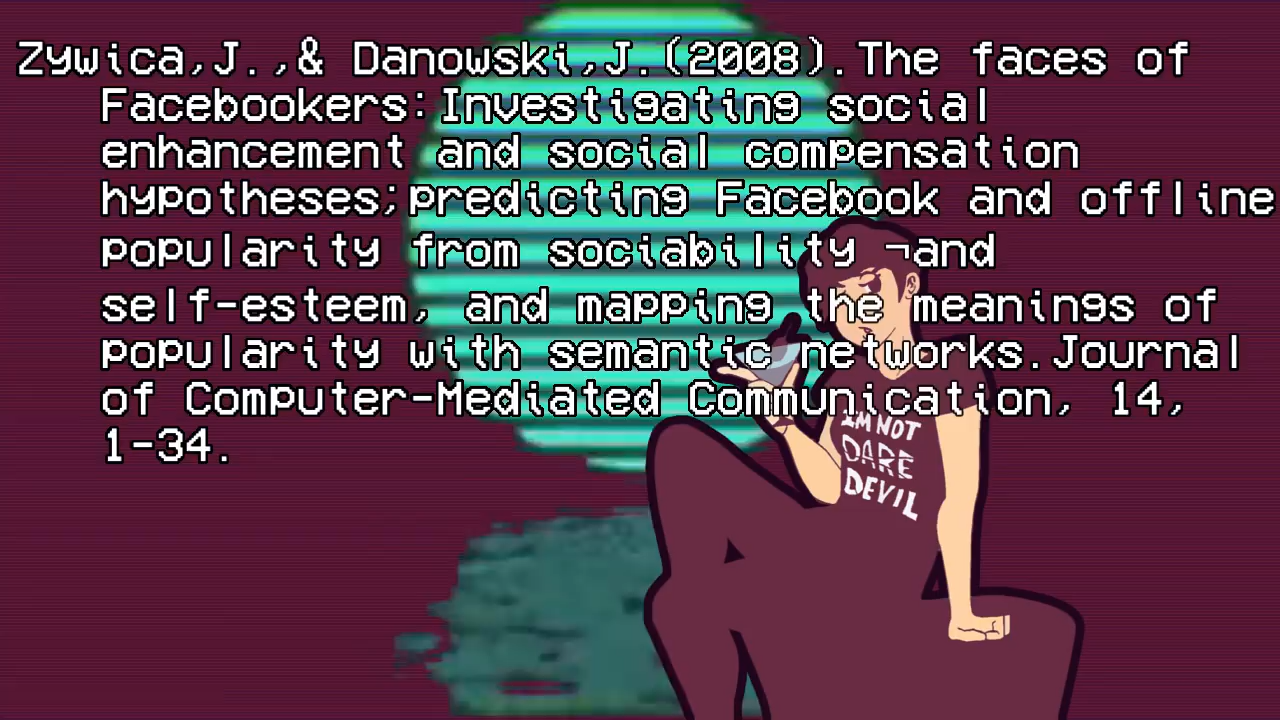 Zywica,J.,& Danowski,J.(2008).The faces of
Facebookers:Investigating social
enhancement and social compensation
hypotheses;predicting Facebook and offline
popularity from sociability ¬and
self-esteem, and mapping the meanings of
popularity with semantic networks.Journal
of Computer-Mediated Communication, 14,
1-34.
I'M NOT
DARE
DEVIL